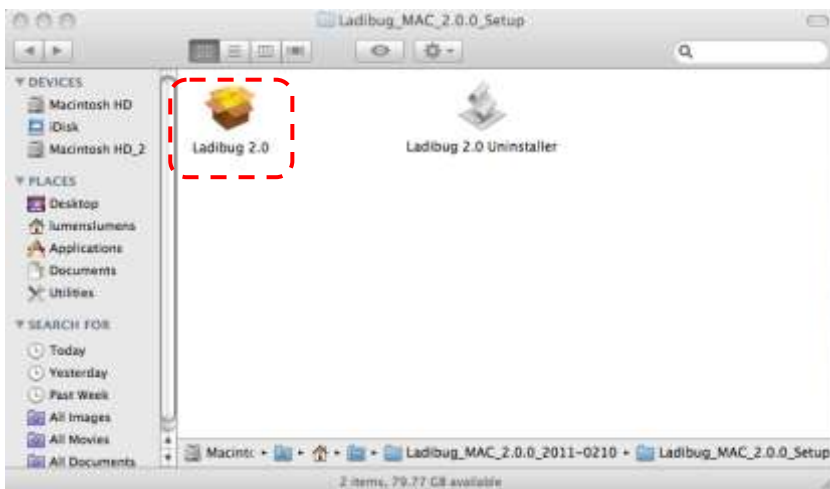 Ladibug_MAC_2.0.0_Setup
DEVICES
Macintosh HD
iDisk
Macintosh HD_2
PLACES
Desktop
lumenslumens
Applications
Documents
Utilities
SEARCH FOR
Today
Yesterday
Past Week
All Images
All Movies
All Documents
Ladibug 2.0
Ladibug 2.0 Uninstaller
Macintc Ladibug_MAC_2.0.0_2011-0210 Ladibug_MAC_2.0.0_Setup
2 items, 79.77 GB available